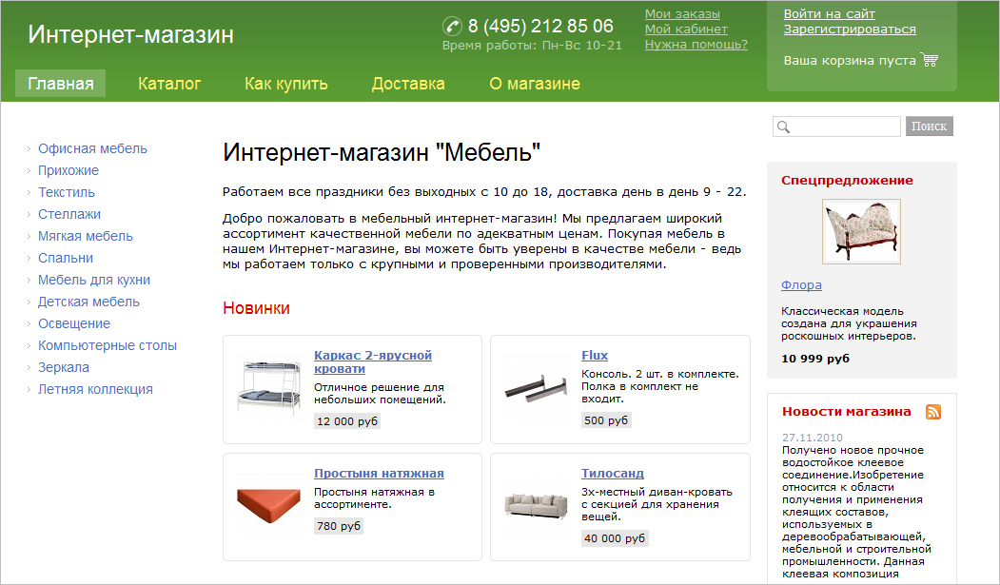 Интернет-магазин
8 (495) 212 85 06
Время работы: Пн-Вс 10-21
Мои заказы
Мой кабинет
Нужна помощь?
Войти на сайт
Зарегистрироваться
Ваша корзина пуста
Главная
Каталог
Как купить
Доставка
О магазине
Поиск
Офисная мебель
Прихожие
Текстиль
Стеллажи
Мягкая мебель
Спальни
Мебель для кухни
Детская мебель
Освещение
Компьютерные столы
Зеркала
Летняя коллекция
Интернет-магазин "Мебель"
Работаем все праздники без выходных с 10 до 18, доставка день в день 9 - 22.
Добро пожаловать в мебельный интернет-магазин! Мы предлагаем широкий
ассортимент качественной мебели по адекватным ценам. Покупая мебель в
нашем Интернет-магазине, вы можете быть уверены в качестве мебели - ведь
мы работаем только с крупными и проверенными производителями.
Новинки
Каркас 2-ярусной
кровати
Отличное решение для
небольших помещений.
12 000 руб
Flux
Консоль. 2 шт. в комплекте.
Полка в комплект не
входит.
500 руб
Простыня натяжная
Простыня натяжная в
ассортименте.
780 руб
Тилосанд
3х-местный диван-кровать
с секцией для хранения
вещей.
40 000 руб
Спецпредложение
Флора
Классическая модель
создана для украшения
роскошных интерьеров.
10 999 руб
Новости магазина
27.11.2010
Получено новое прочное
водостойкое клеевое
соединение.Изобретение
относится к области
получения и применения
клеящих составов,
используемых в
деревообрабатывающей,
мебельной и строительной
промышленности. Данная
клеевая композиция